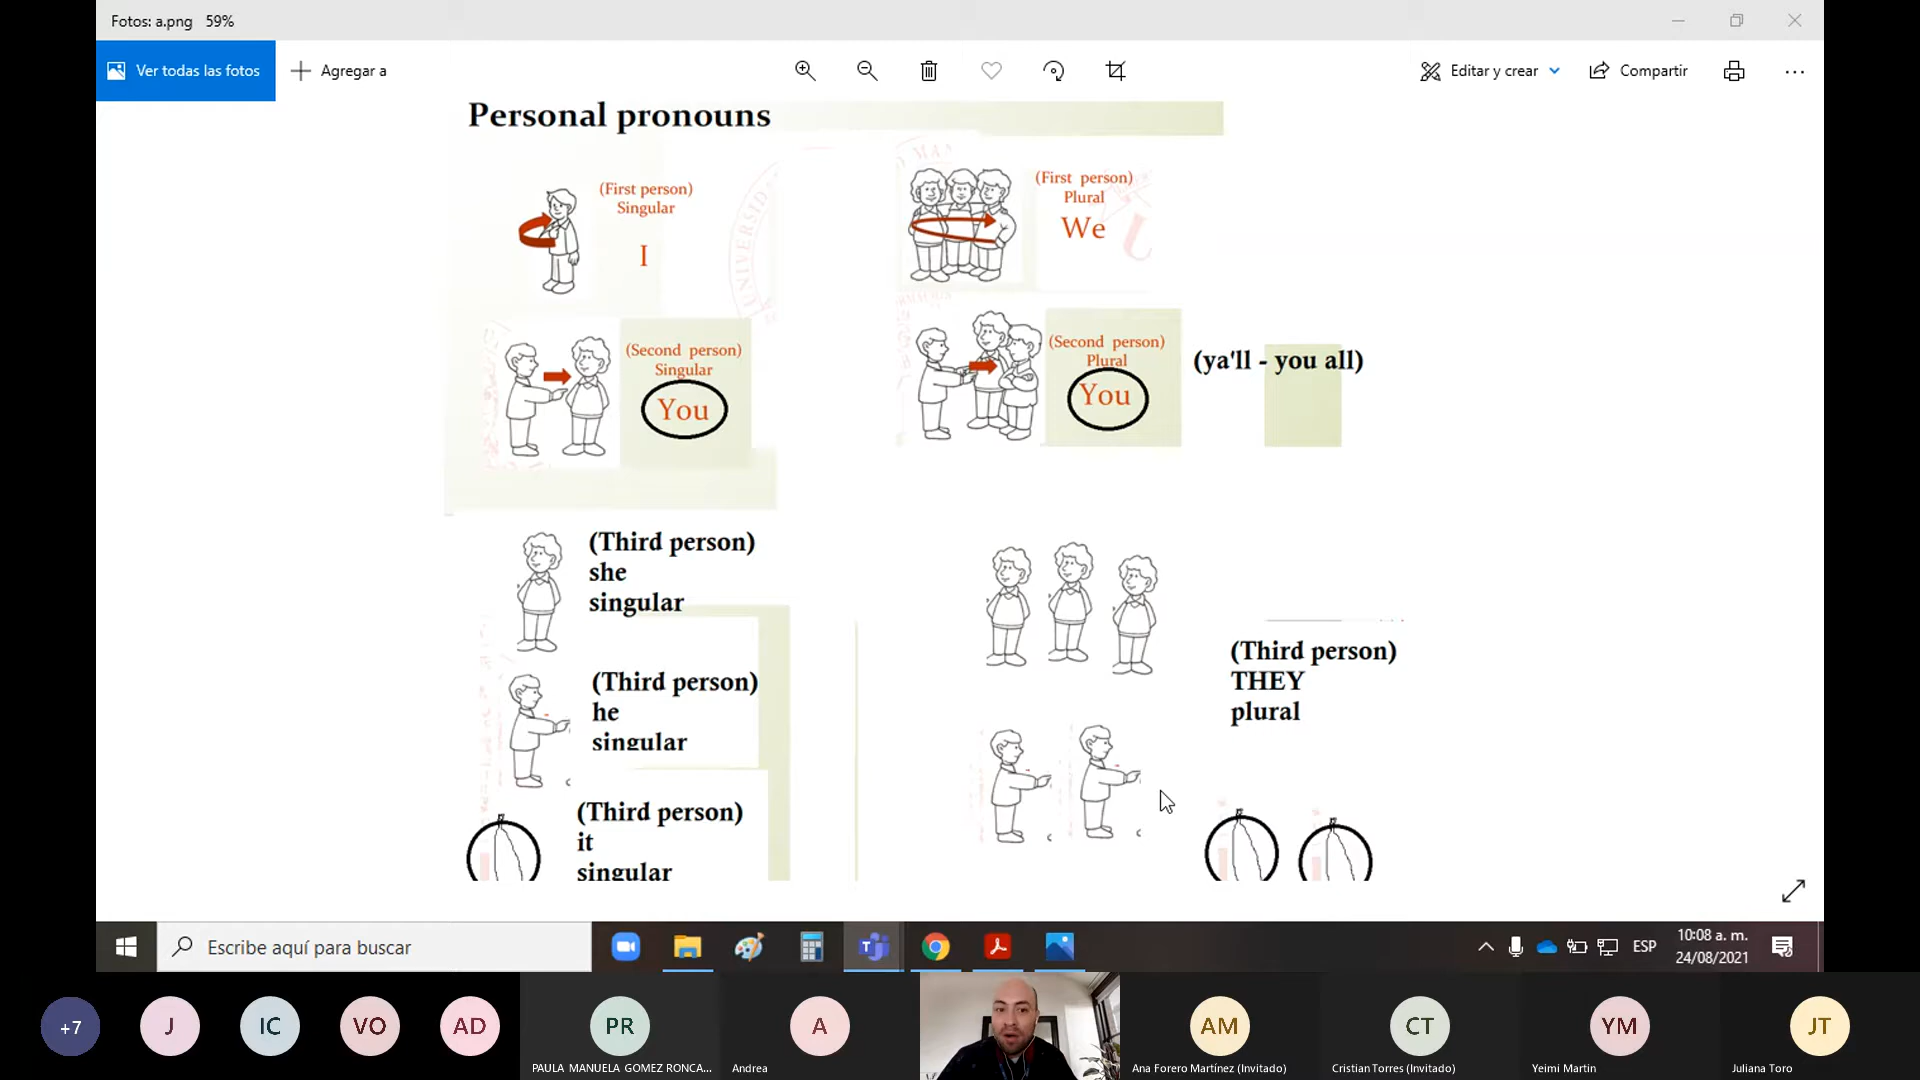 Fotos: a.png 59%
Ver todas las fotos
Agregar a
Editar y crear
Compartir
Personal pronouns
(First person)
Singular
I
(First person)
Plural
We
(Second person)
Singular
You
(Second person)
Plural
You
(ya'll - you all)
(Third person)
she
singular
(Third person)
he
singular
(Third person)
THEY
plural
(Third person)
it
singular
Escribe aquí para buscar
ESP
10:08 a. m.
24/08/2021
+7
J
IC
VO
AD
PR
A
AM
CT
YM
JT
PAULA MANUELA GOMEZ RONCA...
Andrea
Ana Forero Martínez (Invitado)
Cristian Torres (Invitado)
Yeimi Martin
Juliana Toro